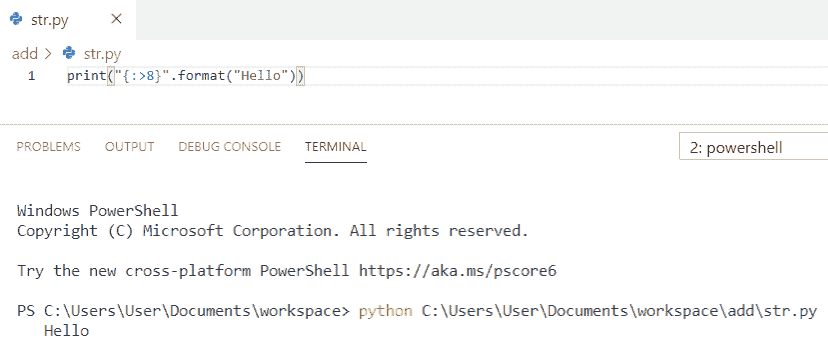 str.py
add > str.py
1 print("{:>8}".format("Hello"))
PROBLEMS OUTPUT DEBUG CONSOLE TERMINAL 2: powershell
Windows PowerShell
Copyright (C) Microsoft Corporation. All rights reserved.
Try the new cross-platform PowerShell https://aka.ms/pscore6
PS C:\Users\User\Documents\workspace> python C:\Users\User\Documents\workspace\add\str.py
   Hello